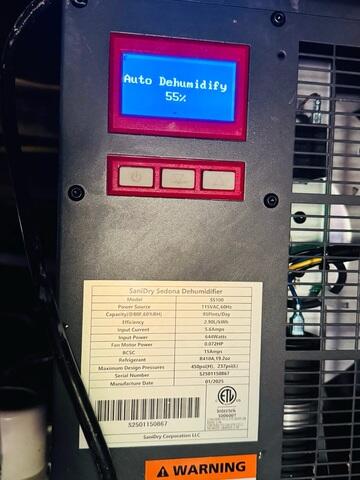 Auto Dehumidify
55%
SaniDry Sedona Dehumidifier
Model SS100
Power Source 115VAC,60Hz
Capacity(@80F,60%RH) 95Pints/Day
Efficiency 2.90L/kWh
Input Current 5.6Amps
Input Power 644Watts
Fan Motor Power 0.072HP
RCSC 15Amps
Refrigerant R410A,19.2oz
Maximum Design Pressures 450psi(H), 237psi(L)
Serial Number S2501150867
Manufacture Date 01/2025
ETL
Intertek
S2501150867
SaniDry Corporation LLC
WARNING